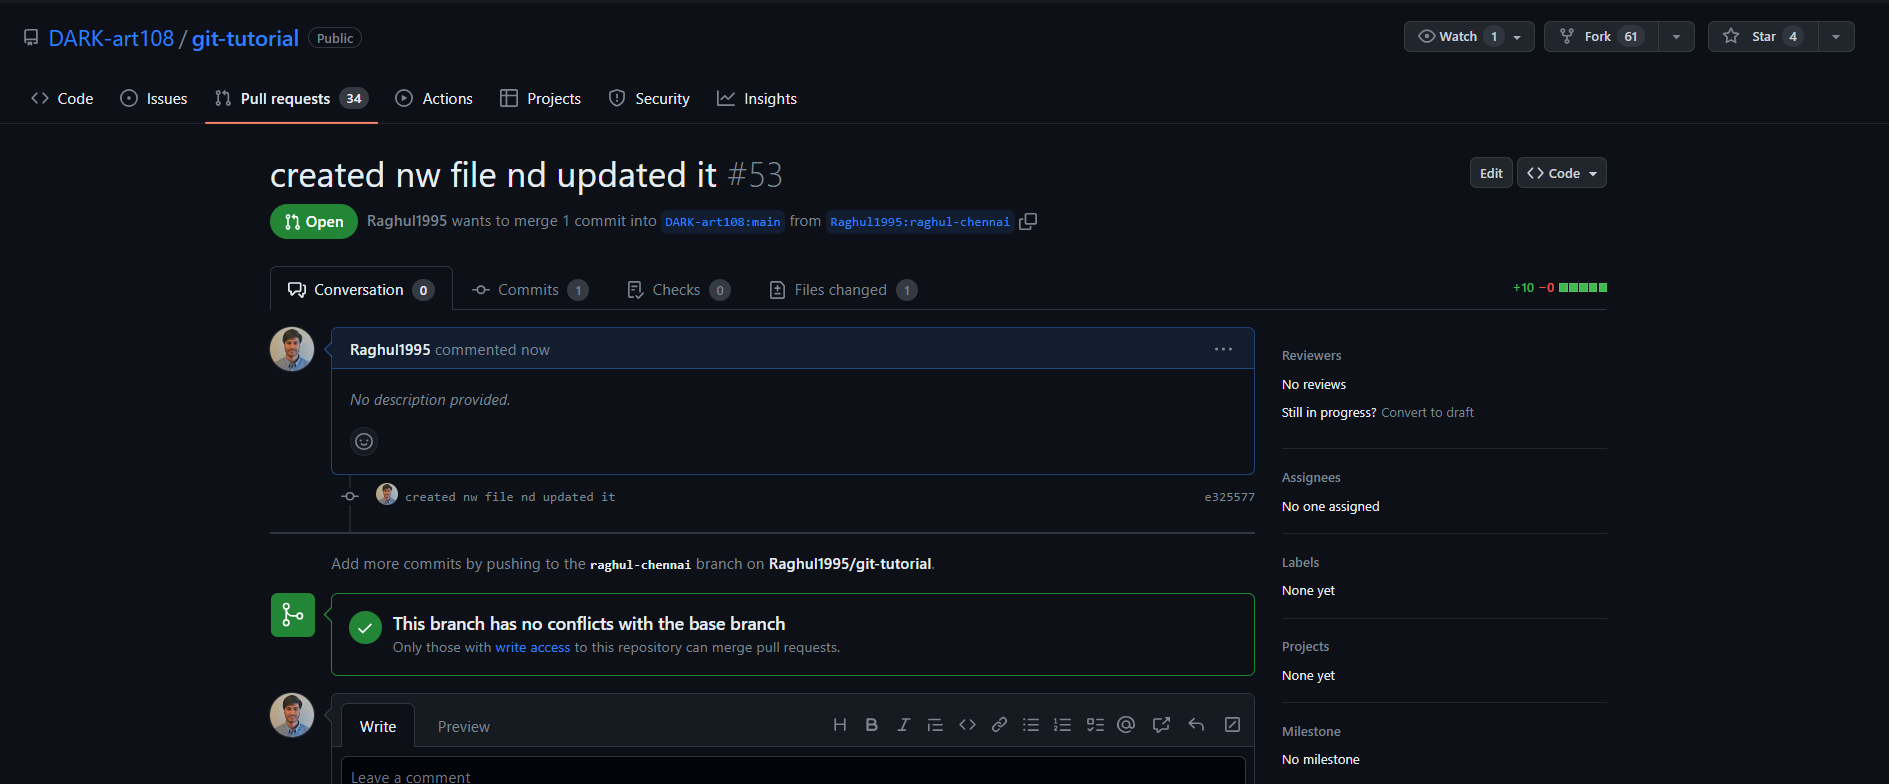 DARK-art108 / git-tutorial Public Watch 1 Fork 61 Star 4
Code Issues Pull requests 34 Actions Projects Security Insights
created nw file nd updated it #53 Edit Code
Open Raghul1995 wants to merge 1 commit into DARK-art108:main from Raghul1995:raghul-chennai
Conversation 0 Commits 1 Checks 0 Files changed 1 +10 −0
Raghul1995 commented now
No description provided.
created nw file nd updated it e325577
Add more commits by pushing to the raghul-chennai branch on Raghul1995/git-tutorial.
This branch has no conflicts with the base branch
Only those with write access to this repository can merge pull requests.
Write Preview
Leave a comment
Reviewers
No reviews
Still in progress? Convert to draft
Assignees
No one assigned
Labels
None yet
Projects
None yet
Milestone
No milestone